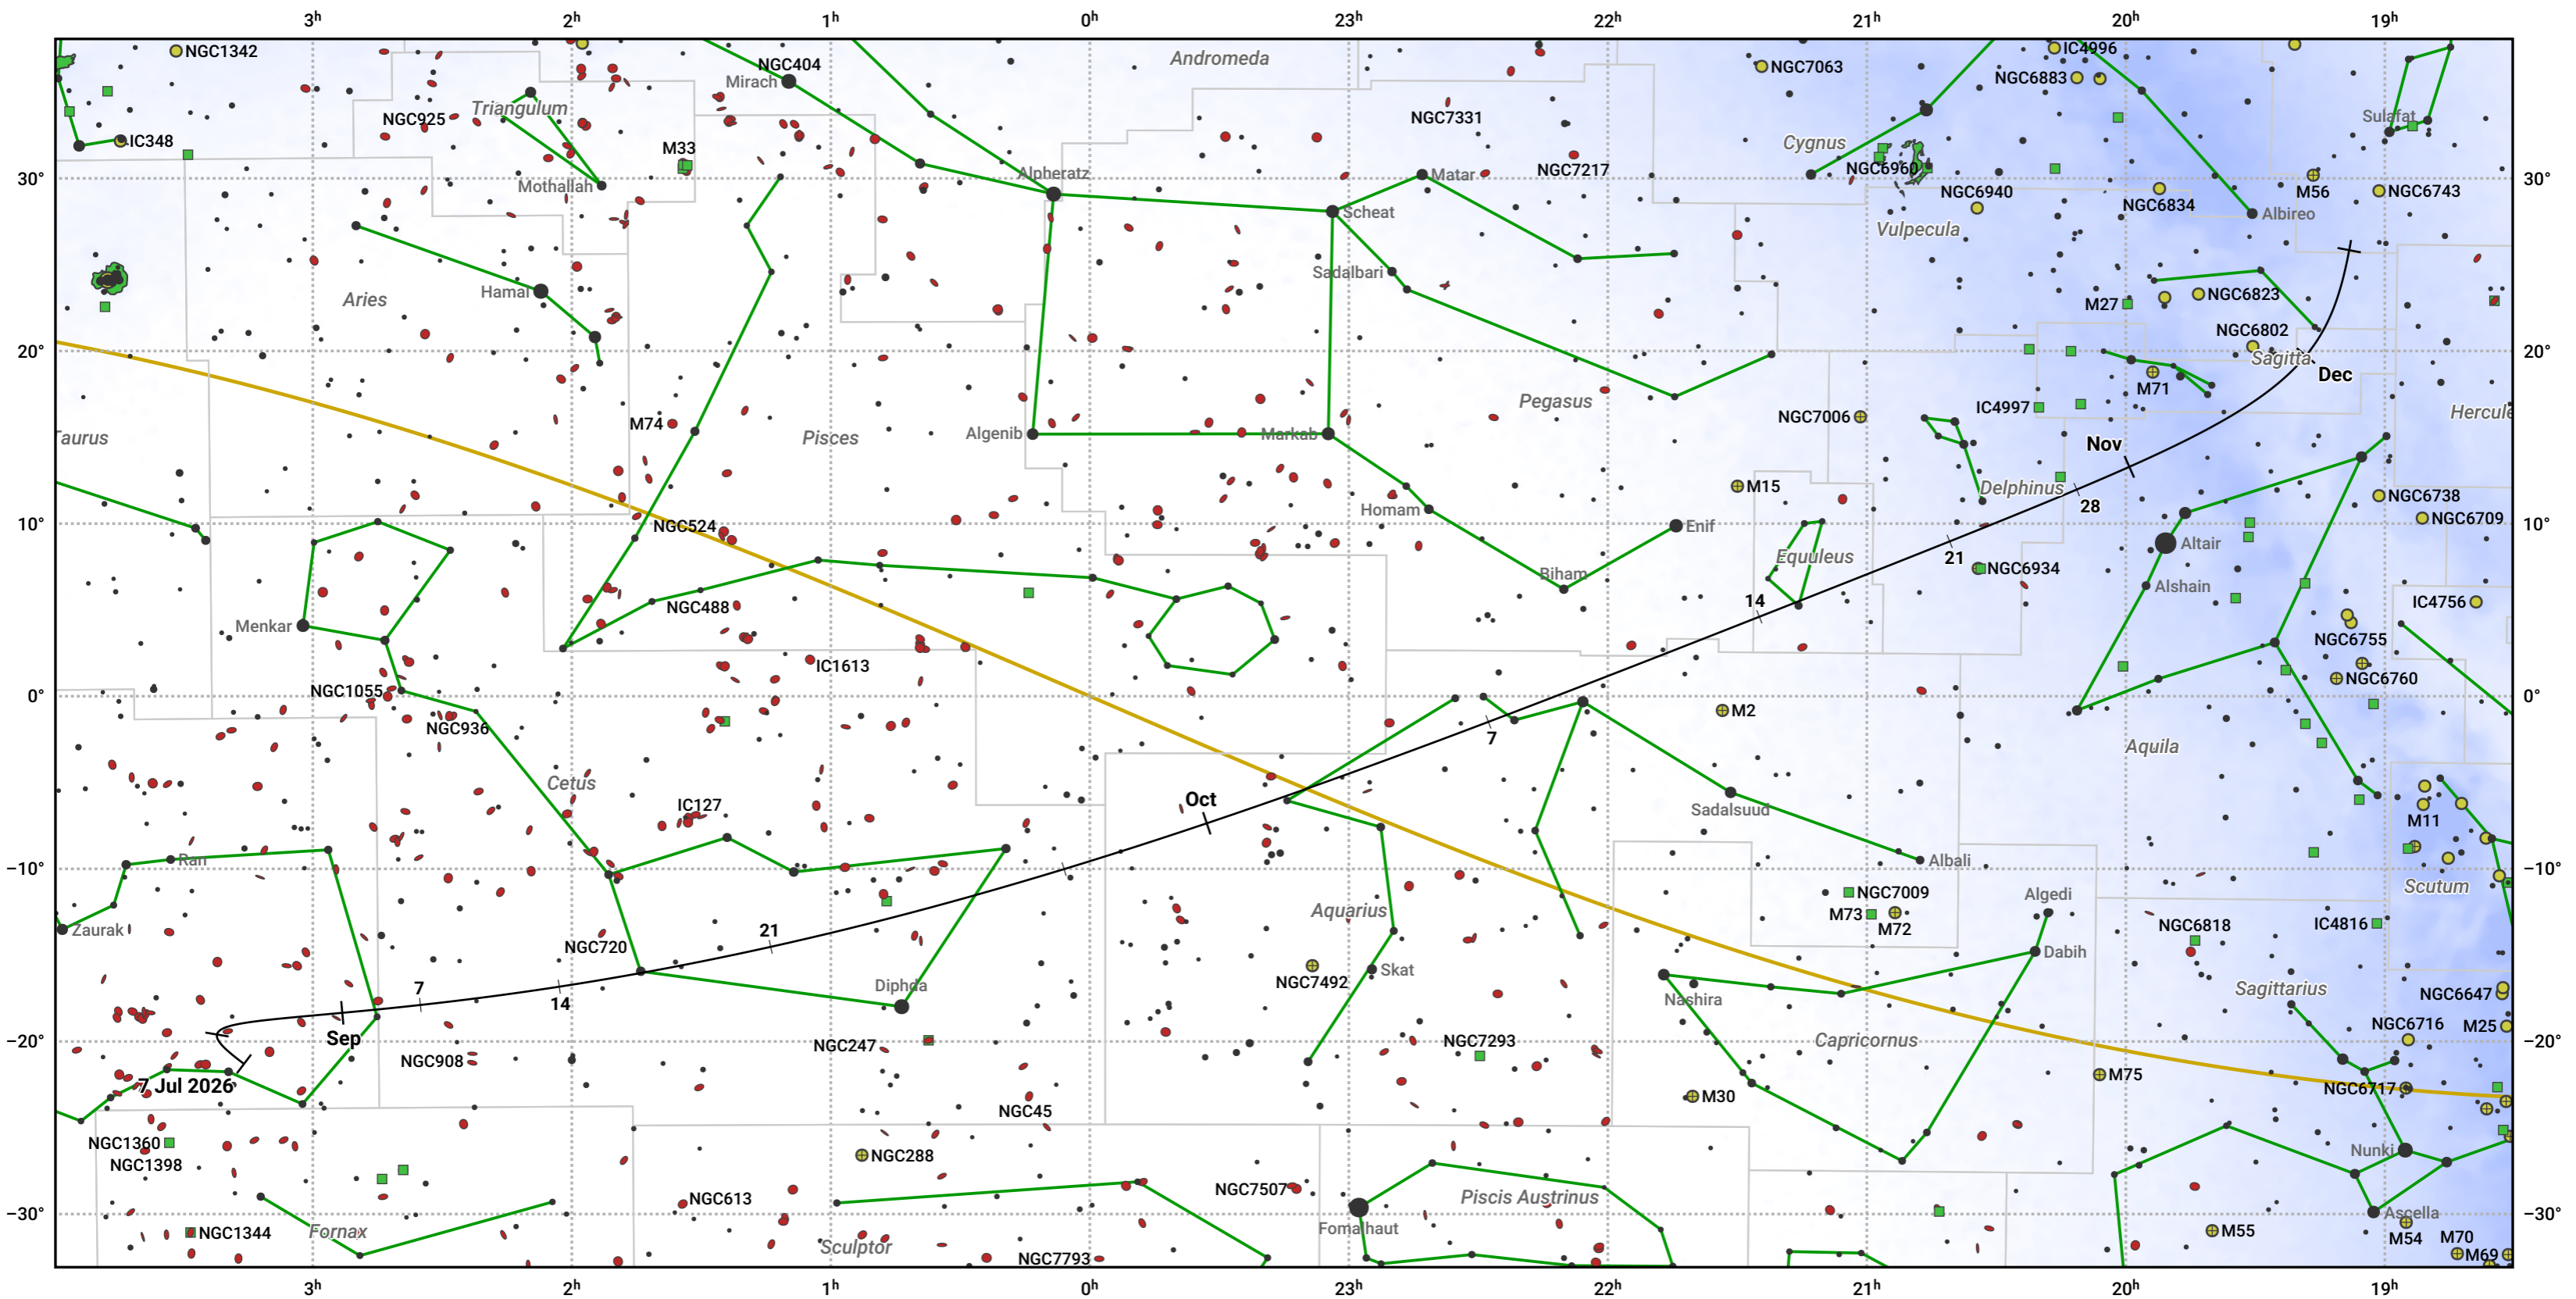 3h 2h 1h 0h 23h 22h 21h 20h 19h
NGC1342
NGC404
Andromeda
NGC7063
IC4996
NGC6883
Mirach
Triangulum
NGC925
NGC7331
Sulafat
IC348
M33
Cygnus
30°
Mothallah
Alpheratz
Matar
NGC7217
NGC6960
NGC6940
NGC6834
M56
NGC6743
30°
Scheat
Albireo
Vulpecula
Sadalbari
Aries
Hamal
M27
NGC6823
NGC6802
20°
Sagitta
20°
Dec
M71
Pegasus
NGC7006
IC4997
Hercule
M74
Algenib
Markab
aurus
Pisces
Nov
M15
Delphinus
28
NGC6738
Homam
NGC6709
10°
NGC524
Enif
10°
Altair
Equuleus
21
NGC6934
Biham
Alshain
14
NGC488
IC4756
Menkar
NGC6755
IC1613
NGC6760
0°
NGC1055
0°
M2
NGC936
7
Aquila
Cetus
Oct
IC127
Sadalsuud
M11
Ran
Albali
−10°
−10°
NGC7009
Scutum
Algedi
Aquarius
M73
M72
NGC6818
IC4816
Zaurak
21
NGC720
Dabih
Skat
NGC7492
Diphda
7
14
Nashira
Sagittarius
NGC6647
NGC6716
M25
Sep
−20°
NGC247
NGC7293
Capricornus
−20°
NGC908
M75
7 Jul 2026
NGC6717
M30
NGC45
NGC1360
NGC1398
NGC288
Nunki
NGC613
NGC7507
Piscis Austrinus
−30°
Ascella
−30°
NGC1344
Fornax
Fomalhaut
M55
M54
M70
Sculptor
NGC7793
M69
3h 2h 1h 0h 23h 22h 21h 20h 19h